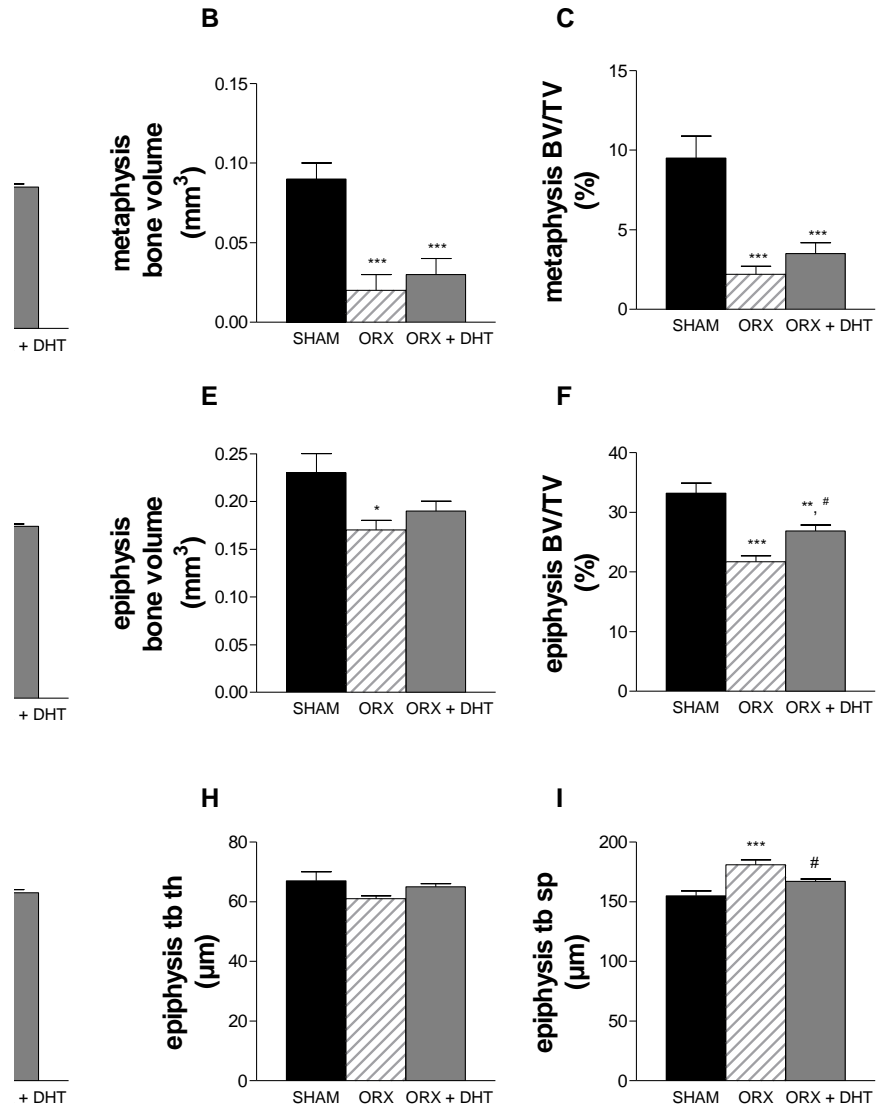 B
metaphysis
bone volume
(mm³)
0.15
0.10
0.05
0.00
***
***
SHAM
ORX
ORX + DHT
C
metaphysis BV/TV
(%)
15
10
5
0
***
***
SHAM
ORX
ORX + DHT
+ DHT
E
epiphysis
bone volume
(mm³)
0.25
0.20
0.15
0.10
0.05
0.00
*
SHAM
ORX
ORX + DHT
F
epiphysis BV/TV
(%)
40
30
20
10
0
***
**, #
SHAM
ORX
ORX + DHT
+ DHT
H
epiphysis tb th
(µm)
80
60
40
20
0
SHAM
ORX
ORX + DHT
I
epiphysis tb sp
(µm)
200
150
100
50
0
***
#
SHAM
ORX
ORX + DHT
+ DHT